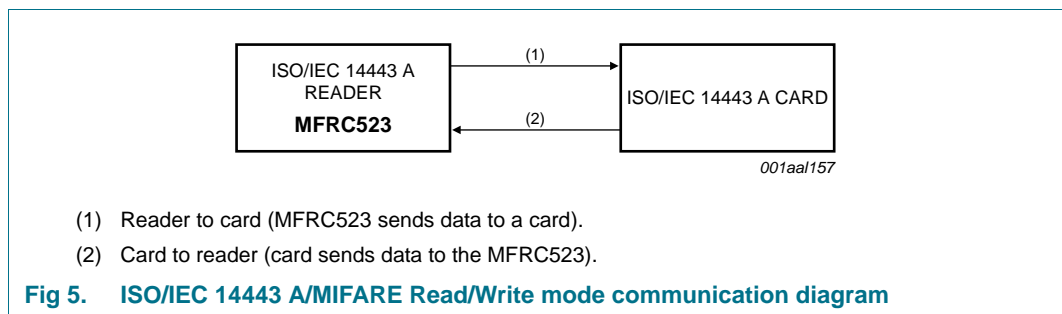 ISO/IEC 14443 A
READER
MFRC523
(1)
(2)
ISO/IEC 14443 A CARD
001aal157
(1) Reader to card (MFRC523 sends data to a card).
(2) Card to reader (card sends data to the MFRC523).
Fig 5. ISO/IEC 14443 A/MIFARE Read/Write mode communication diagram